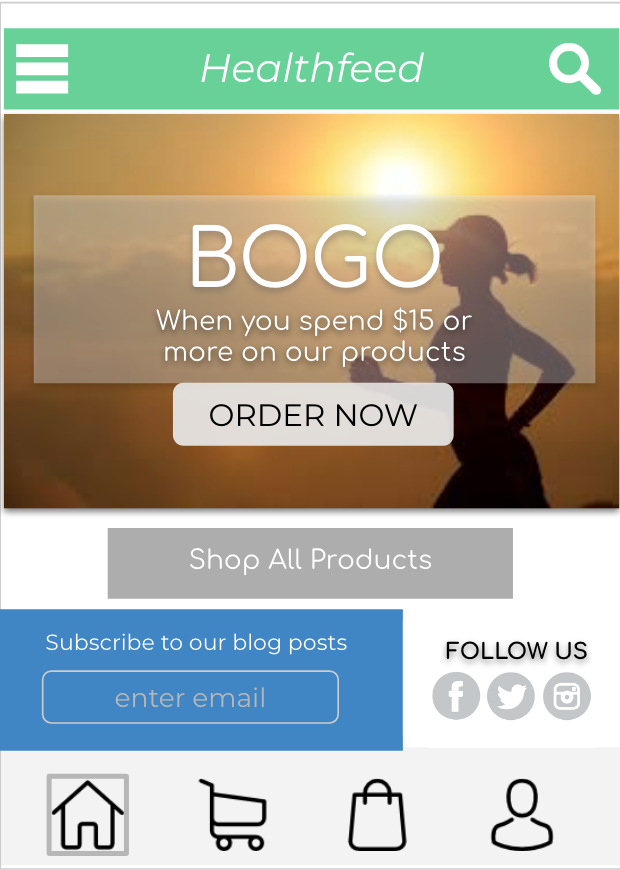 Healthfeed
BOGO
When you spend $15 or
more on our products
ORDER NOW
Shop All Products
Subscribe to our blog posts
enter email
FOLLOW US